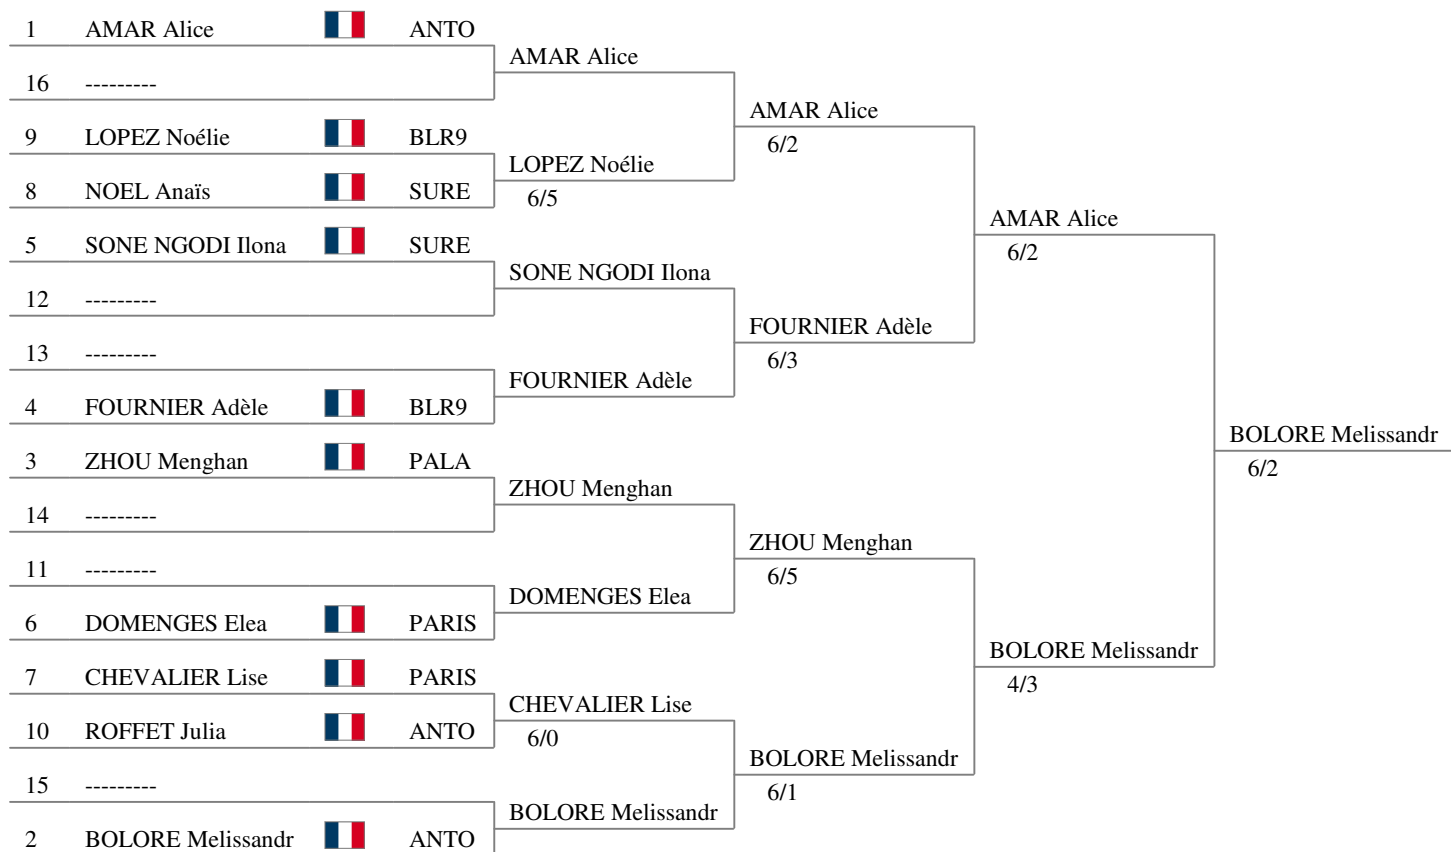 1 AMAR Alice ANTO
16 ---------
9 LOPEZ Noélie BLR9
8 NOEL Anaïs SURE
5 SONE NGODI Ilona SURE
12 ---------
13 ---------
4 FOURNIER Adèle BLR9
3 ZHOU Menghan PALA
14 ---------
11 ---------
6 DOMENGES Elea PARIS
7 CHEVALIER Lise PARIS
10 ROFFET Julia ANTO
15 ---------
2 BOLORE Melissandr ANTO
AMAR Alice
LOPEZ Noélie
6/5
SONE NGODI Ilona
FOURNIER Adèle
ZHOU Menghan
DOMENGES Elea
CHEVALIER Lise
6/0
BOLORE Melissandr
AMAR Alice
6/2
FOURNIER Adèle
6/3
ZHOU Menghan
6/5
BOLORE Melissandr
6/1
AMAR Alice
6/2
BOLORE Melissandr
4/3
BOLORE Melissandr
6/2